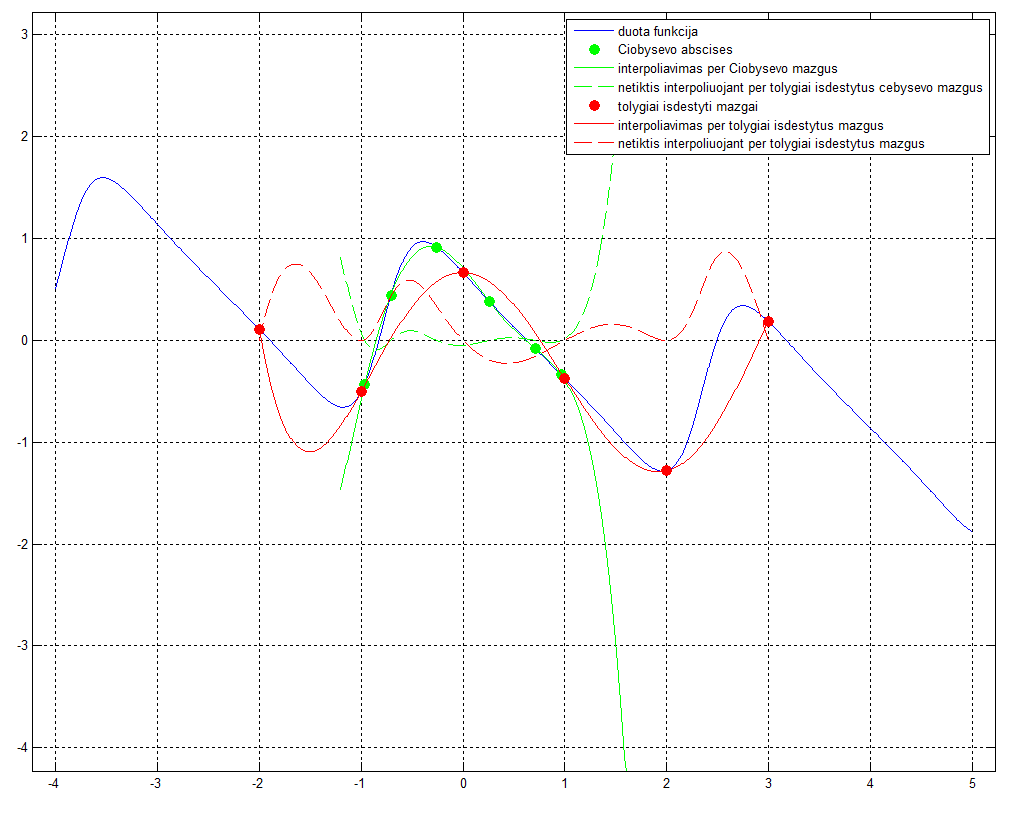 duota funkcija
Ciobysevo abscises
interpoliavimas per Ciobysevo mazgus
netiktis interpoliuojant per tolygiai isdestytus cebysevo mazgus
tolygiai isdestyti mazgai
interpoliavimas per tolygiai isdestytus mazgus
netiktis interpoliuojant per tolygiai isdestytus mazgus
3
2
1
0
-1
-2
-3
-4
-4 -3 -2 -1 0 1 2 3 4 5